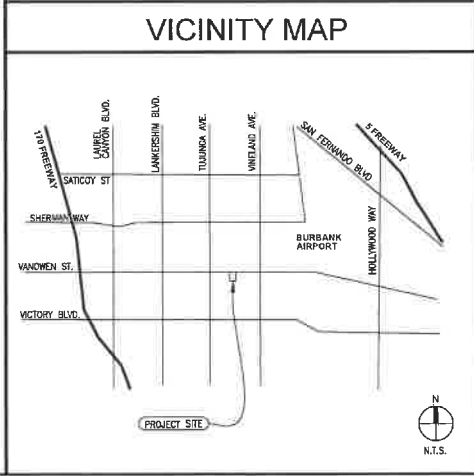 VICINITY MAP
170 FREEWAY
LAUREL
CANYON BLVD.
LANKERSHIM BLVD.
TUJUNGA AVE.
VINELAND AVE.
SAN FERNANDO BLVD
5 FREEWAY
SATICOY ST
SHERMAN WAY
BURBANK
AIRPORT
HOLLYWOOD WAY
VANOWEN ST.
VICTORY BLVD.
PROJECT SITE
N
N.T.S.